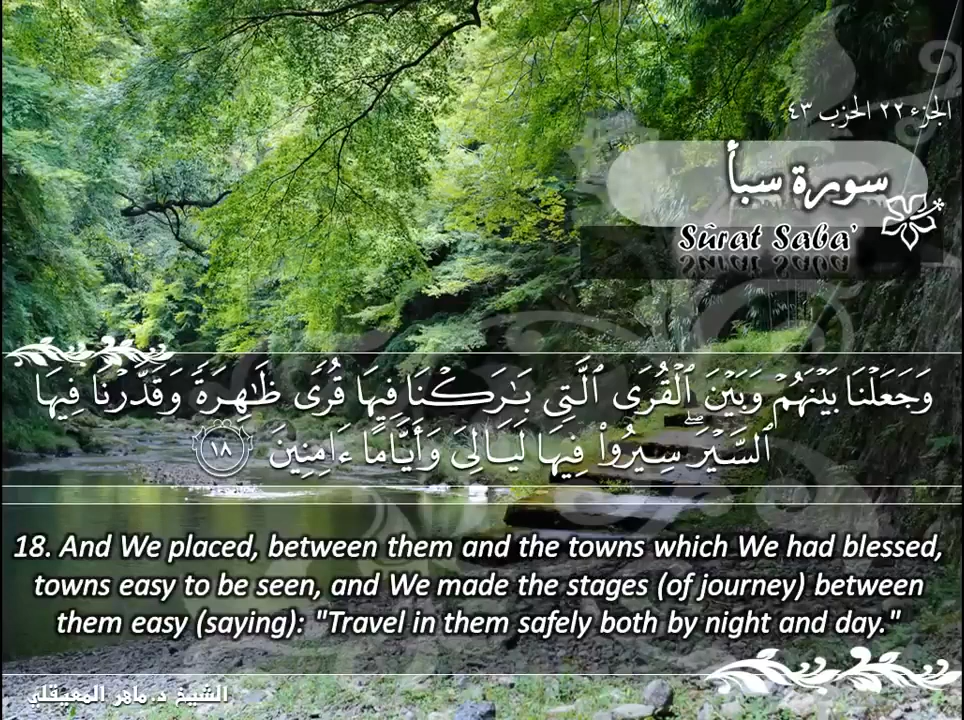 الجزء ٢٢ الحزب ٤٣
سورة سبأ
Sûrat Saba'
وَجَعَلْنَا بَيْنَهُمْ وَبَيْنَ ٱلْقُرَى ٱلَّتِى بَـٰرَكْنَا فِيهَا قُرًى ظَـٰهِرَةً وَقَدَّرْنَا فِيهَا
ٱلسَّيْرَ ۖ سِيرُوا۟ فِيهَا لَيَالِىَ وَأَيَّامًا ءَامِنِينَ ١٨
18. And We placed, between them and the towns which We had blessed,
towns easy to be seen, and We made the stages (of journey) between
them easy (saying): "Travel in them safely both by night and day."
الشيخ د. ماهر المعيقلي